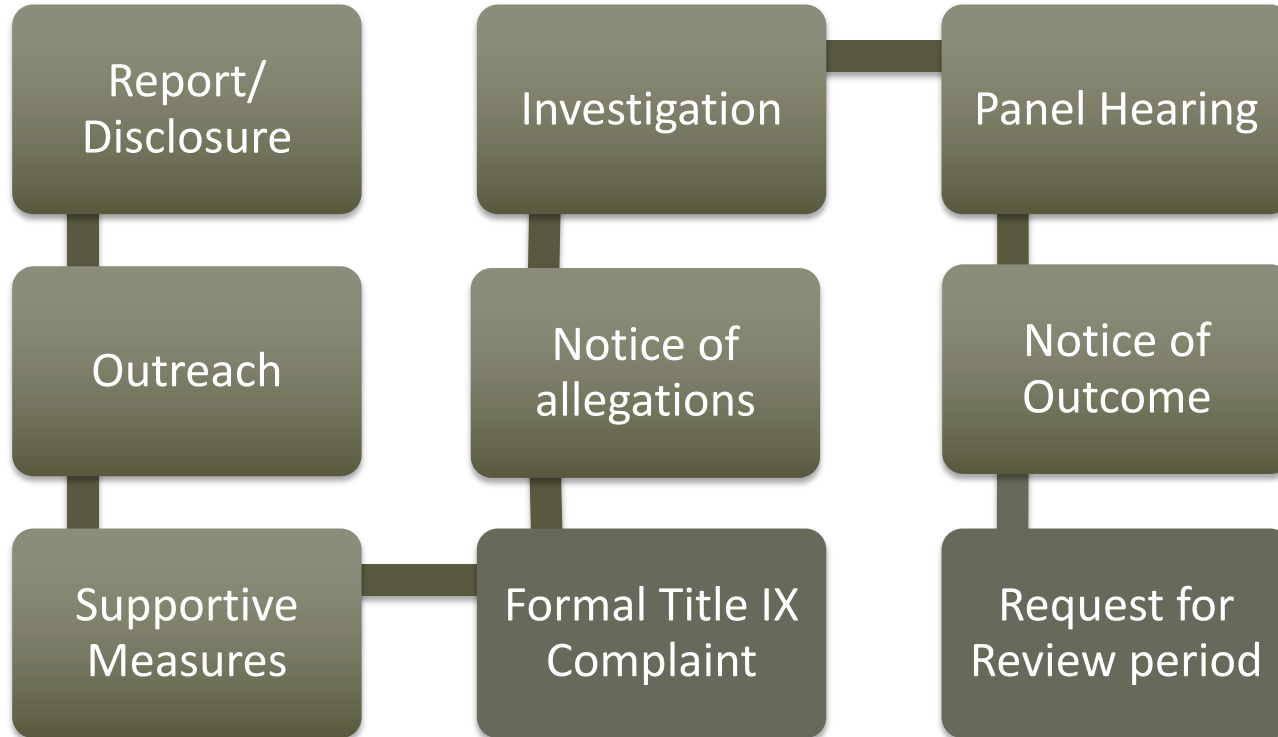 Report/
Disclosure
Outreach
Supportive
Measures
Formal Title IX
Complaint
Notice of
allegations
Investigation
Panel Hearing
Notice of
Outcome
Request for
Review period